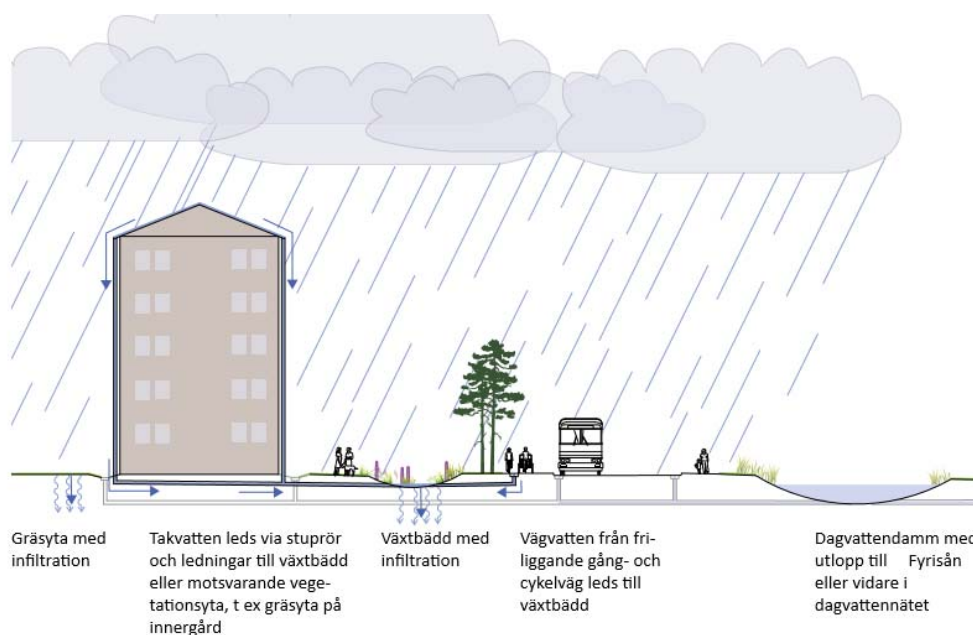 Gräsyta med
infiltration
Takvatten leds via stuprör
och ledningar till växtbädd
eller motsvarande vege-
tationsyta, t ex gräsyta på
innergård
Växtbädd med
infiltration
Vägvatten från fri-
liggande gång- och
cykelväg leds till
växtbädd
Dagvattendamm med
utlopp till Fyrisån
eller vidare i
dagvattennätet